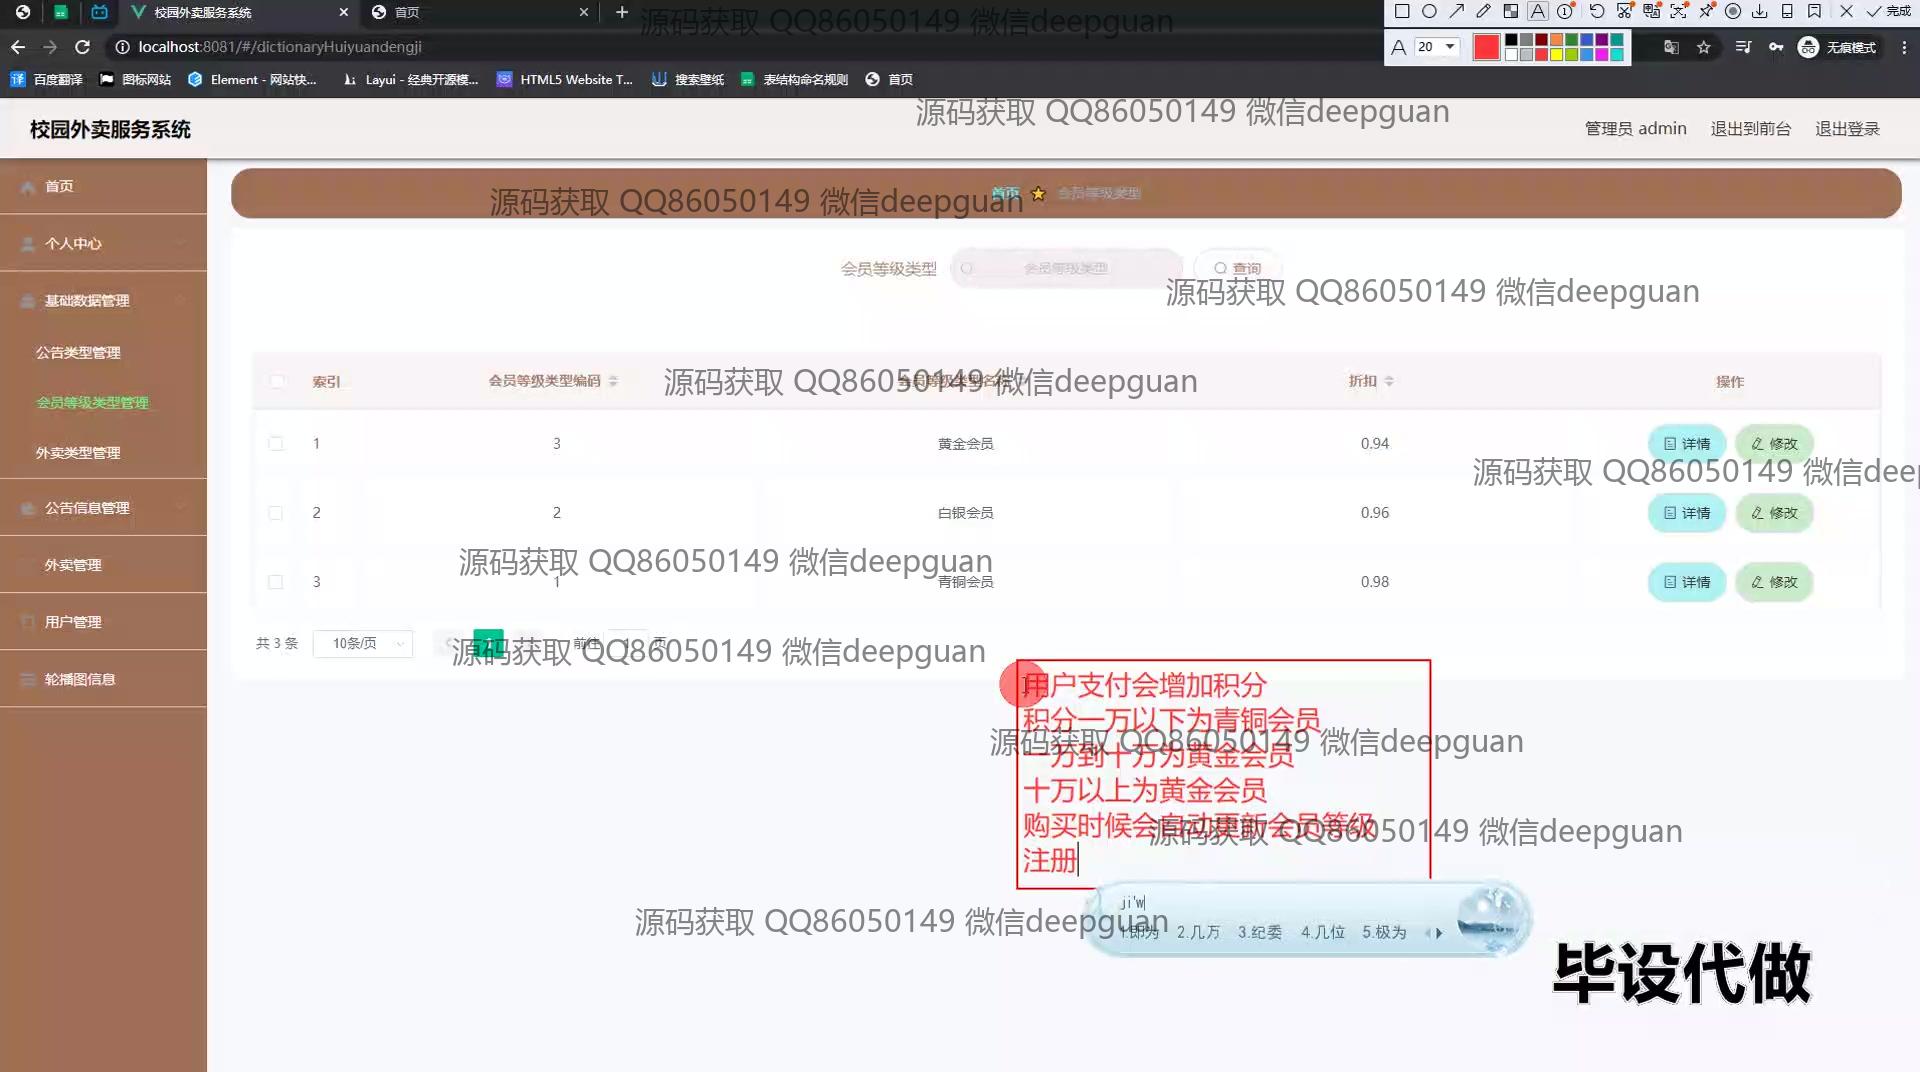 校园外卖服务系统
首页
源码获取 QQ86050149 微信deepguan
20
完成
localhost:8081/#/dictionaryHuiyuandengji
无痕模式
百度翻译
图标网站
Element - 网站快...
Layui - 经典开源模...
HTML5 Website T...
搜索壁纸
表结构命名规则
首页
源码获取 QQ86050149 微信deepguan
校园外卖服务系统
管理员 admin
退出到前台
退出登录
首页
个人中心
基础数据管理
公告类型管理
会员等级类型管理
外卖类型管理
公告信息管理
外卖管理
用户管理
轮播图信息
首页
会员等级类型
源码获取 QQ86050149 微信deepguan
会员等级类型
会员等级类型
查询
源码获取 QQ86050149 微信deepguan
索引
会员等级类型编码
会员等级类型名称
折扣
操作
源码获取 QQ86050149 微信deepguan
1
3
黄金会员
0.94
详情
修改
源码获取 QQ86050149 微信deep
2
2
白银会员
0.96
详情
修改
源码获取 QQ86050149 微信deepguan
3
1
青铜会员
0.98
详情
修改
共 3 条
10条/页
1
前往
1
页
源码获取 QQ86050149 微信deepguan
用户支付会增加积分
积分一万以下为青铜会员
一万到十万为黄金会员
十万以上为黄金会员
购买时候会自动更新会员等级
注册
源码获取 QQ86050149 微信deepguan
源码获取 QQ86050149 微信deepguan
ji'w
1.即为
2.几万
3.纪委
4.几位
5.极为
源码获取 QQ86050149 微信deepguan
毕设代做